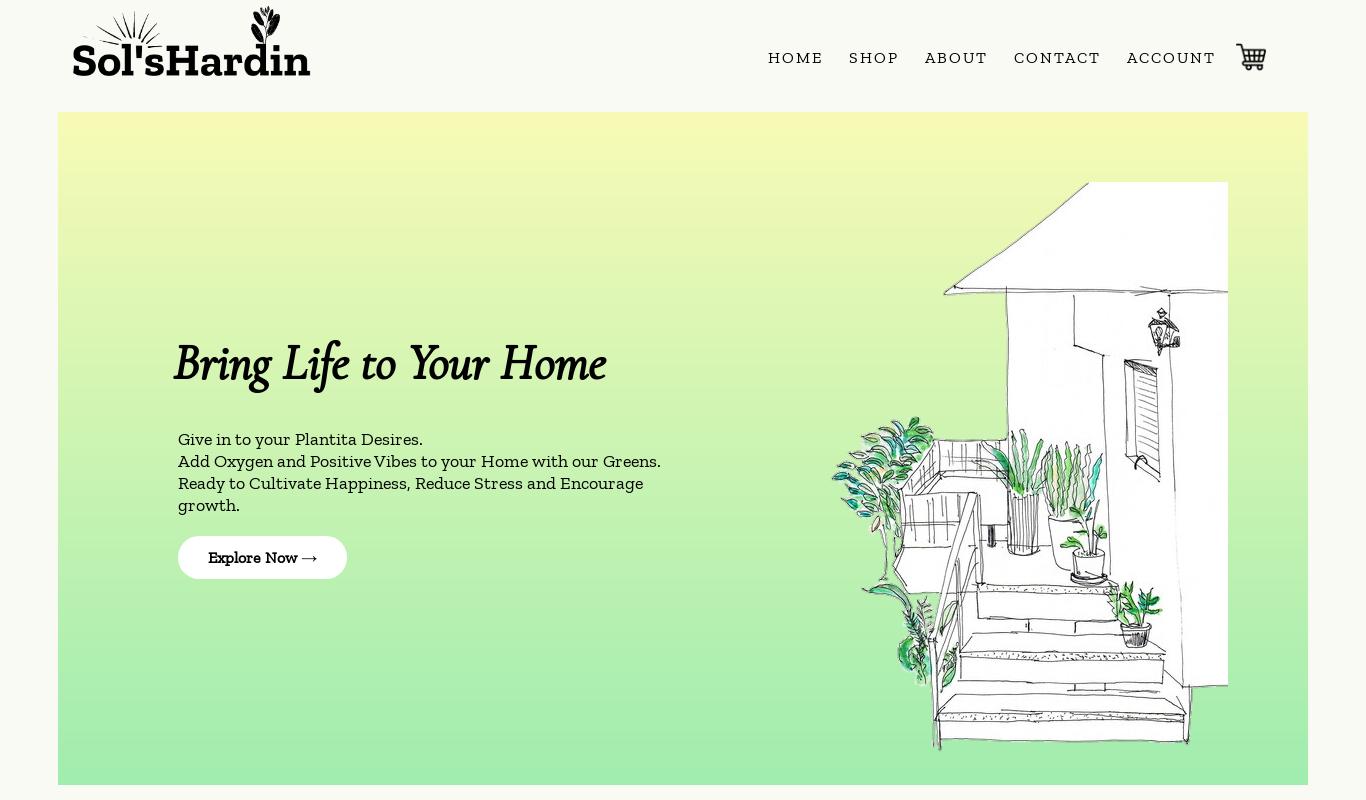 Sol'sHardin
HOME SHOP ABOUT CONTACT ACCOUNT
Bring Life to Your Home
Give in to your Plantita Desires.
Add Oxygen and Positive Vibes to your Home with our Greens.
Ready to Cultivate Happiness, Reduce Stress and Encourage
growth.
Explore Now →